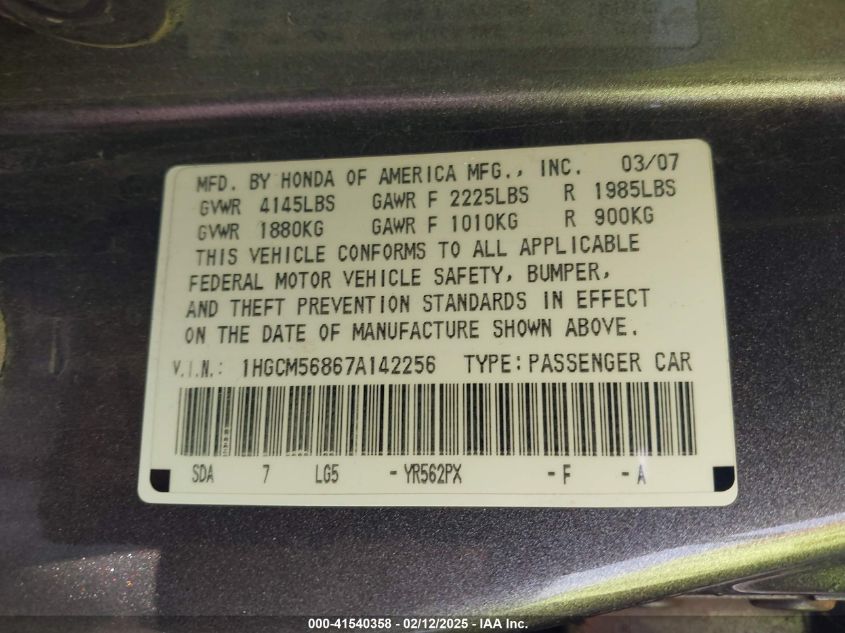 MFD. BY HONDA OF AMERICA MFG., INC. 03/07
GVWR 4145LBS GAWR F 2225LBS R 1985LBS
GVWR 1880KG GAWR F 1010KG R 900KG
THIS VEHICLE CONFORMS TO ALL APPLICABLE
FEDERAL MOTOR VEHICLE SAFETY, BUMPER,
AND THEFT PREVENTION STANDARDS IN EFFECT
ON THE DATE OF MANUFACTURE SHOWN ABOVE.
V.I.N.: 1HGCM56867A142256 TYPE: PASSENGER CAR
SDA 7 LG5 - YR562PX - F - A
000-41540358 - 02/12/2025 - IAA Inc.